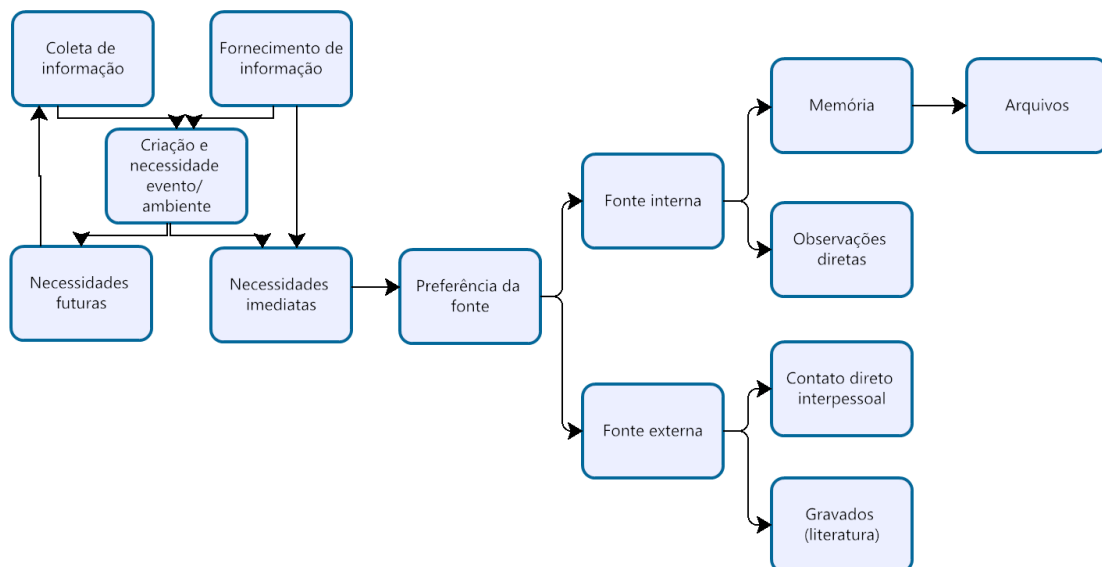 Coleta de
informação
Fornecimento de
informação
Criação e
necessidade
evento/
ambiente
Necessidades
futuras
Necessidades
imediatas
Preferência da
fonte
Fonte interna
Fonte externa
Memória
Arquivos
Observações
diretas
Contato direto
interpessoal
Gravados
(literatura)